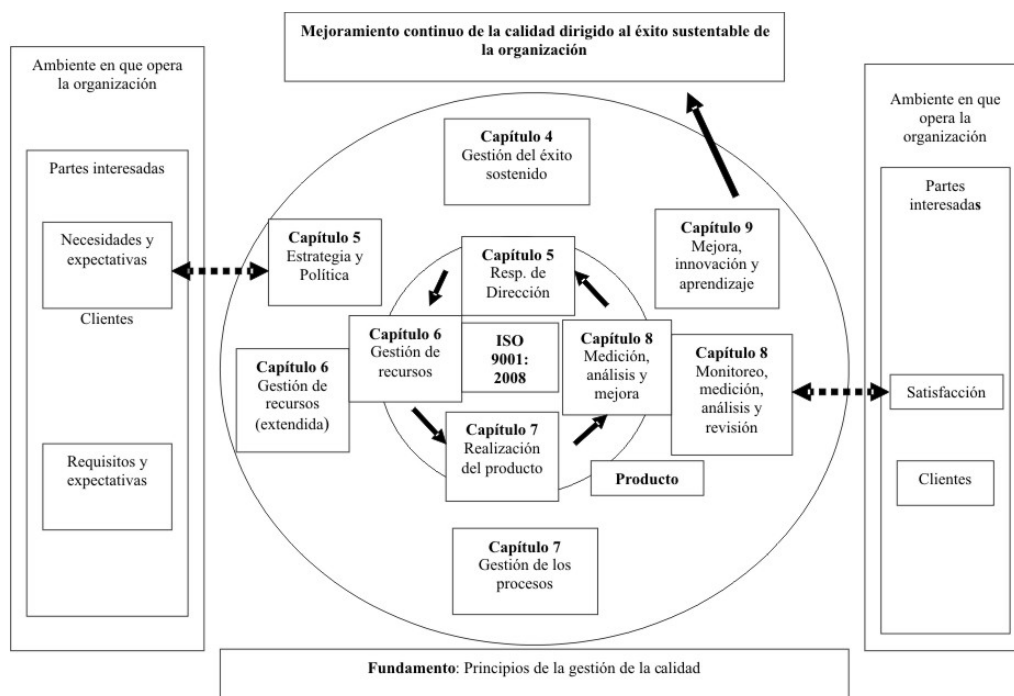 Mejoramiento continuo de la calidad dirigido al éxito sustentable de
la organización
Ambiente en que opera
la organización
Partes interesadas
Necesidades y
expectativas
Clientes
Requisitos y
expectativas
Capítulo 4
Gestión del éxito
sostenido
Capítulo 5
Estrategia y
Política
Capítulo 5
Resp. de
Dirección
Capítulo 9
Mejora,
innovación y
aprendizaje
Capítulo 6
Gestión de
recursos
(extendida)
Capítulo 6
Gestión de
recursos
ISO
9001:
2008
Capítulo 8
Medición,
análisis y
mejora
Capítulo 8
Monitoreo,
medición,
análisis y
revisión
Capítulo 7
Realización
del producto
Producto
Capítulo 7
Gestión de los
procesos
Ambiente en que
opera la
organización
Partes
interesadas
Satisfacción
Clientes
Fundamento: Principios de la gestión de la calidad